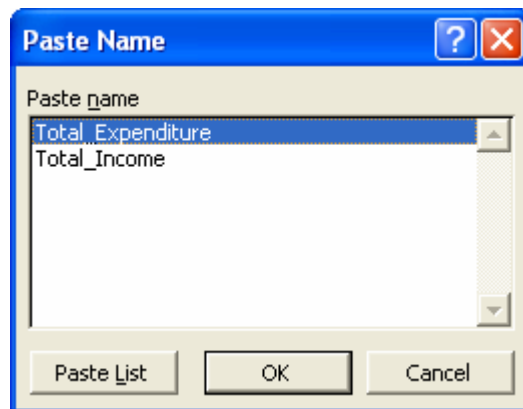 Paste Name
?
Paste name
Total_Expenditure
Total_Income
Paste List
OK
Cancel